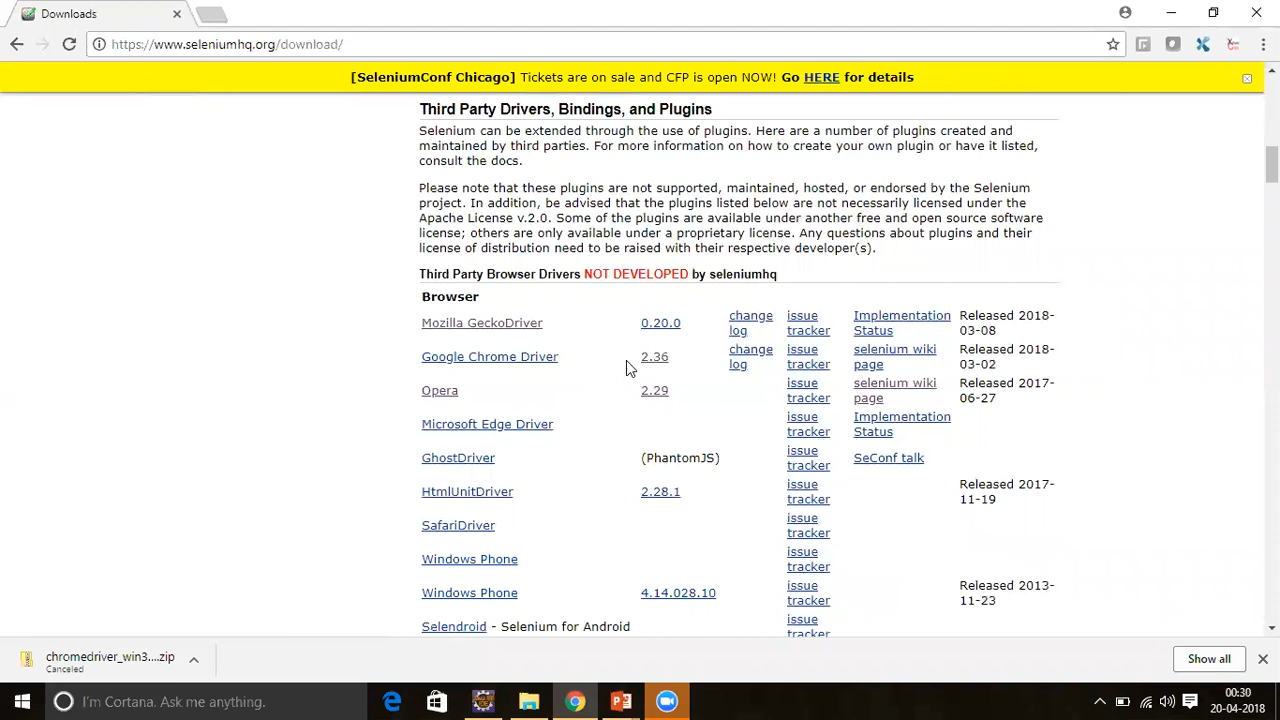 Downloads
https://www.seleniumhq.org/download/
[SeleniumConf Chicago] Tickets are on sale and CFP is open NOW! Go HERE for details
Third Party Drivers, Bindings, and Plugins
Selenium can be extended through the use of plugins. Here are a number of plugins created and
maintained by third parties. For more information on how to create your own plugin or have it listed,
consult the docs.
Please note that these plugins are not supported, maintained, hosted, or endorsed by the Selenium
project. In addition, be advised that the plugins listed below are not necessarily licensed under the
Apache License v.2.0. Some of the plugins are available under another free and open source software
license; others are only available under a proprietary license. Any questions about plugins and their
license of distribution need to be raised with their respective developer(s).
Third Party Browser Drivers NOT DEVELOPED by seleniumhq
Browser
Mozilla GeckoDriver 0.20.0 change log issue tracker Implementation Status Released 2018-03-08
Google Chrome Driver 2.36 change log issue tracker selenium wiki page Released 2018-03-02
Opera 2.29 issue tracker selenium wiki page Released 2017-06-27
Microsoft Edge Driver issue tracker Implementation Status
GhostDriver (PhantomJS) issue tracker SeConf talk
HtmlUnitDriver 2.28.1 issue tracker Released 2017-11-19
SafariDriver issue tracker
Windows Phone issue tracker
Windows Phone 4.14.028.10 issue tracker Released 2013-11-23
Selendroid - Selenium for Android issue tracker
chromedriver_win3....zip
Canceled
Show all
I'm Cortana. Ask me anything.
00:30
20-04-2018